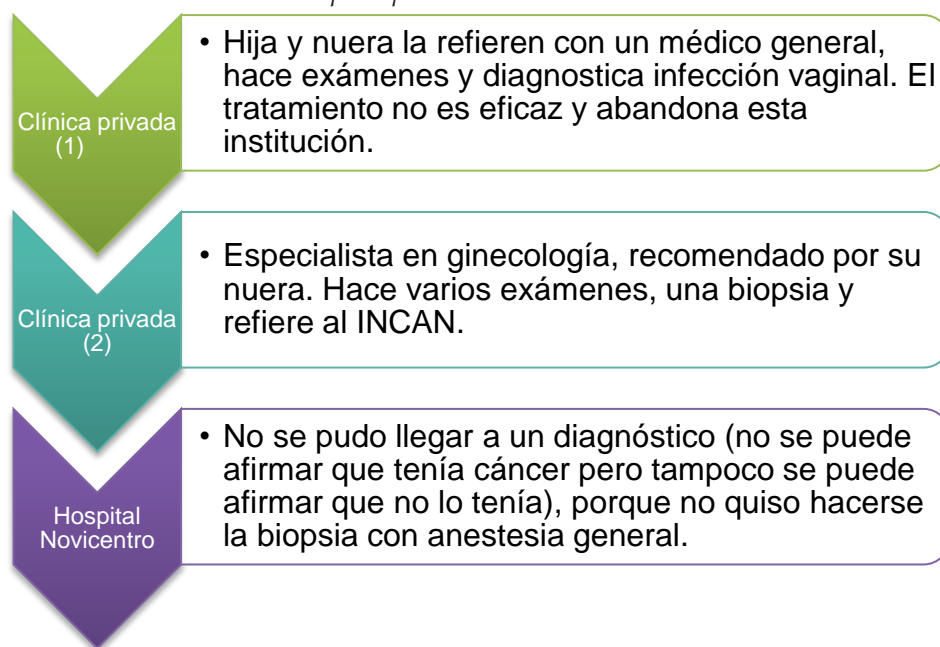 Clínica privada
(1)
• Hija y nuera la refieren con un médico general,
hace exámenes y diagnostica infección vaginal. El
tratamiento no es eficaz y abandona esta
institución.
Clínica privada
(2)
• Especialista en ginecología, recomendado por su
nuera. Hace varios exámenes, una biopsia y
refiere al INCAN.
Hospital
Novicentro
• No se pudo llegar a un diagnóstico (no se puede
afirmar que tenía cáncer pero tampoco se puede
afirmar que no lo tenía), porque no quiso hacerse
la biopsia con anestesia general.